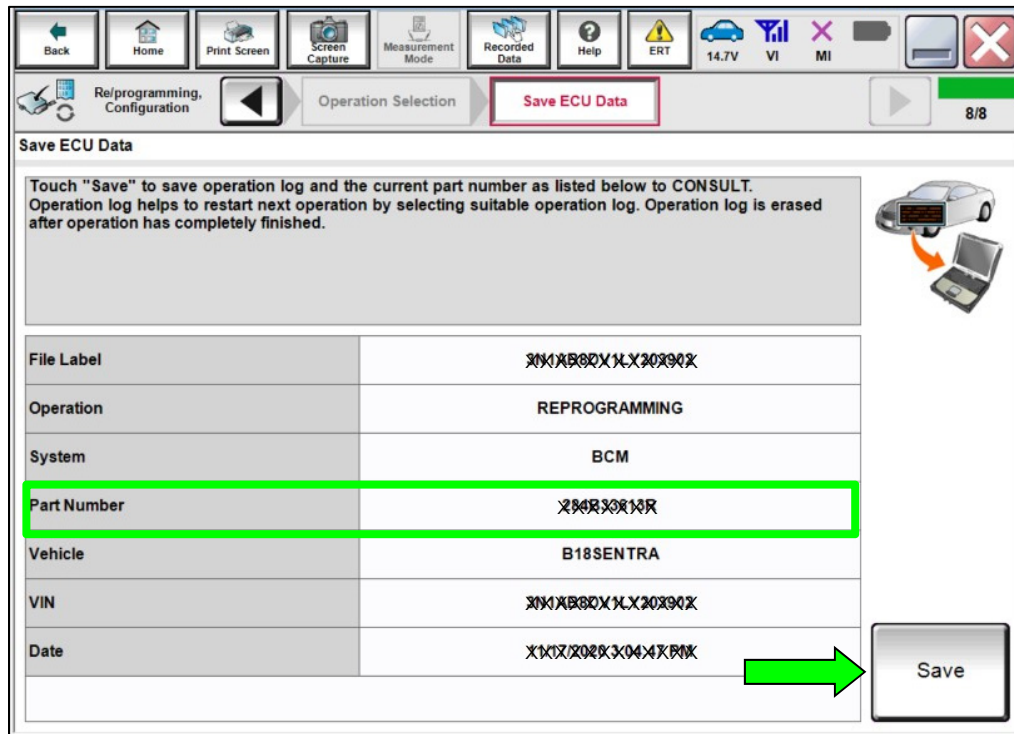 Back
Home
Print Screen
Screen Capture
Measurement Mode
Recorded Data
Help
ERT
14.7V
VI
MI
Re/programming, Configuration
Operation Selection
Save ECU Data
8/8
Save ECU Data
Touch "Save" to save operation log and the current part number as listed below to CONSULT.
Operation log helps to restart next operation by selecting suitable operation log. Operation log is erased
after operation has completely finished.
File Label
Operation
REPROGRAMMING
System
BCM
Part Number
Vehicle
B18SENTRA
VIN
Date
Save